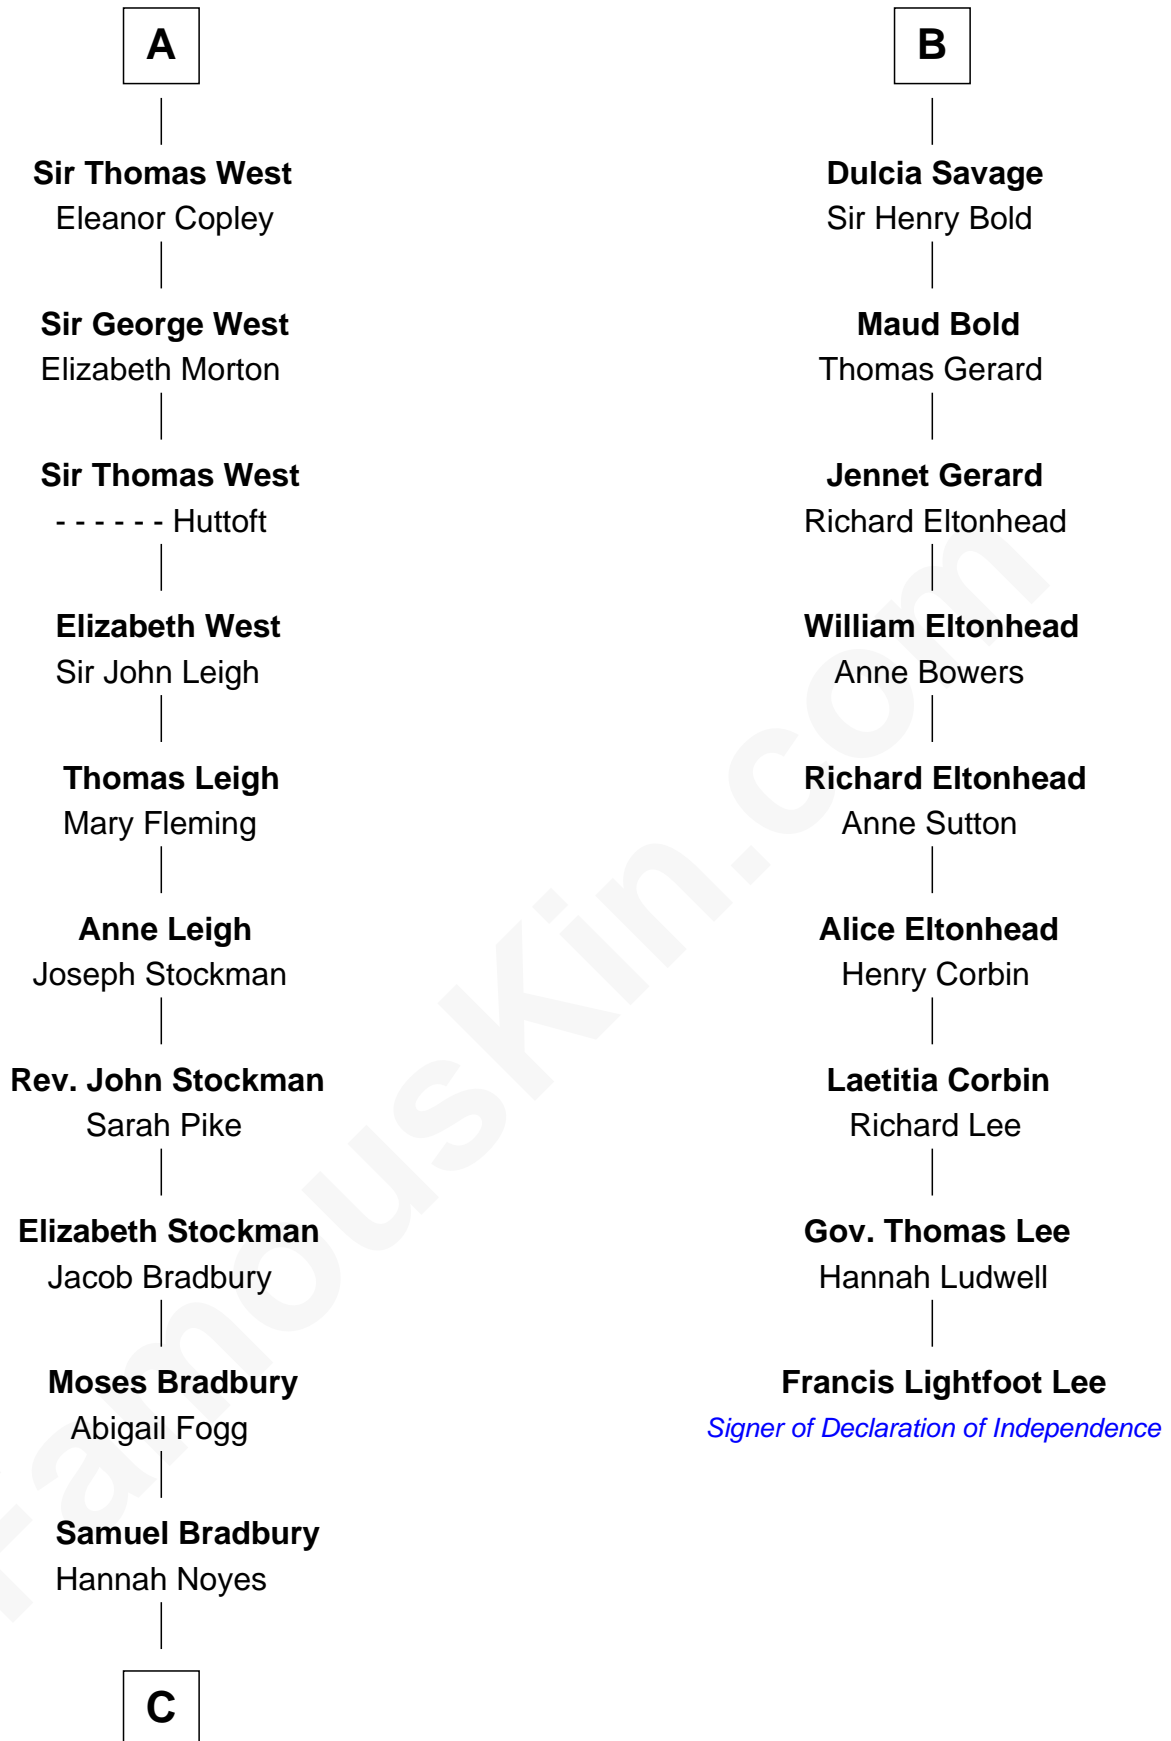 A
Sir Thomas West
Eleanor Copley
Sir George West
Elizabeth Morton
Sir Thomas West
- - - - - - Huttoft
Elizabeth West
Sir John Leigh
Thomas Leigh
Mary Fleming
Anne Leigh
Joseph Stockman
Rev. John Stockman
Sarah Pike
Elizabeth Stockman
Jacob Bradbury
Moses Bradbury
Abigail Fogg
Samuel Bradbury
Hannah Noyes
C
B
Dulcia Savage
Sir Henry Bold
Maud Bold
Thomas Gerard
Jennet Gerard
Richard Eltonhead
William Eltonhead
Anne Bowers
Richard Eltonhead
Anne Sutton
Alice Eltonhead
Henry Corbin
Laetitia Corbin
Richard Lee
Gov. Thomas Lee
Hannah Ludwell
Francis Lightfoot Lee
Signer of Declaration of Independence
FamousKin.com